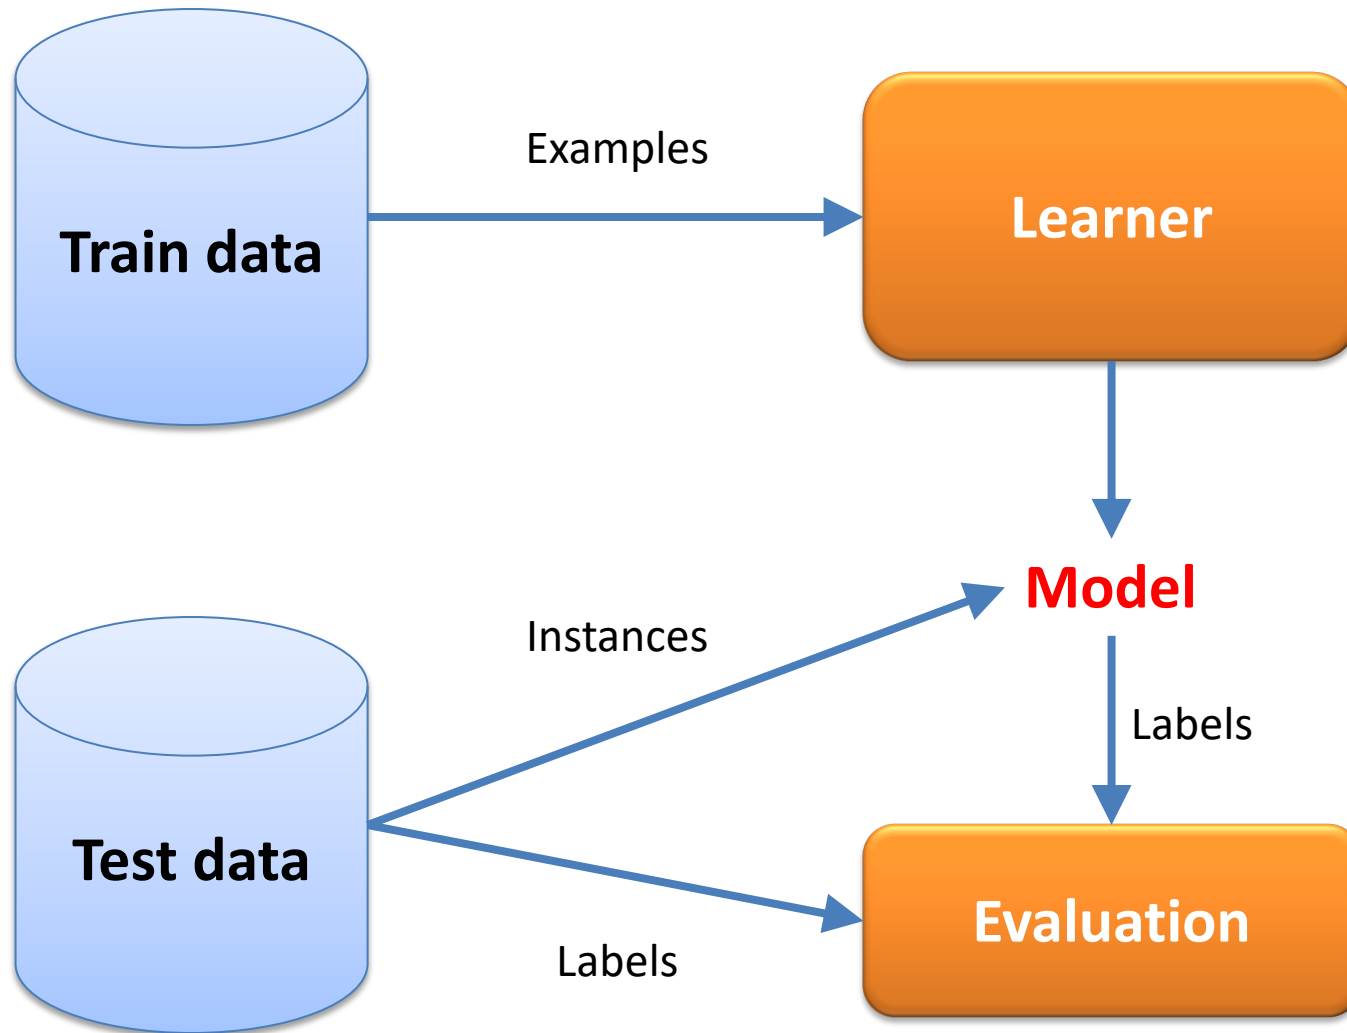 Examples
Train data
Learner
Model
Instances
Labels
Test data
Evaluation
Labels